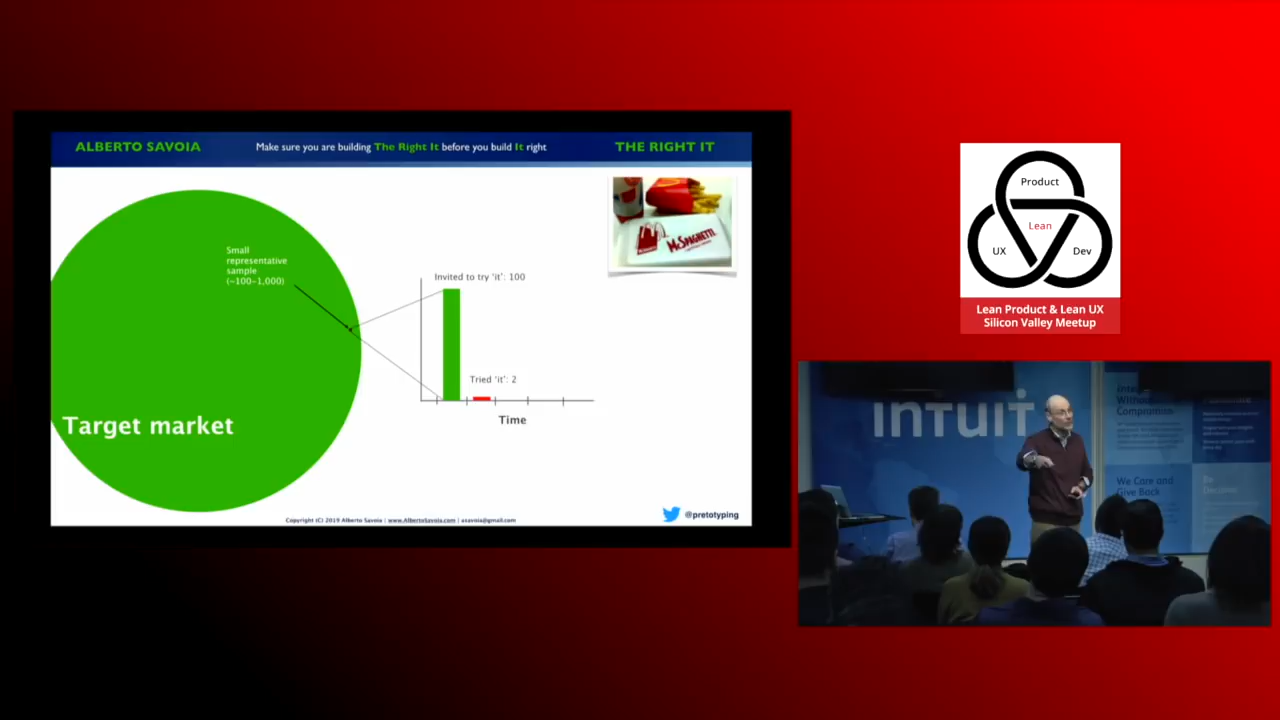 ALBERTO SAVOIA
Make sure you are building The Right It before you build It right
THE RIGHT IT
Small
representative
sample
(~100-1,000)
Target market
Invited to try 'it': 100
Tried 'it': 2
Time
McSpaghetti
Copyright (C) 2019 Alberto Savoia | www.AlbertoSavoia.com | asavoia@gmail.com
@pretotyping
Product
Lean
UX
Dev
Lean Product & Lean UX
Silicon Valley Meetup
INTUIT
Without
We Care and
Give Back